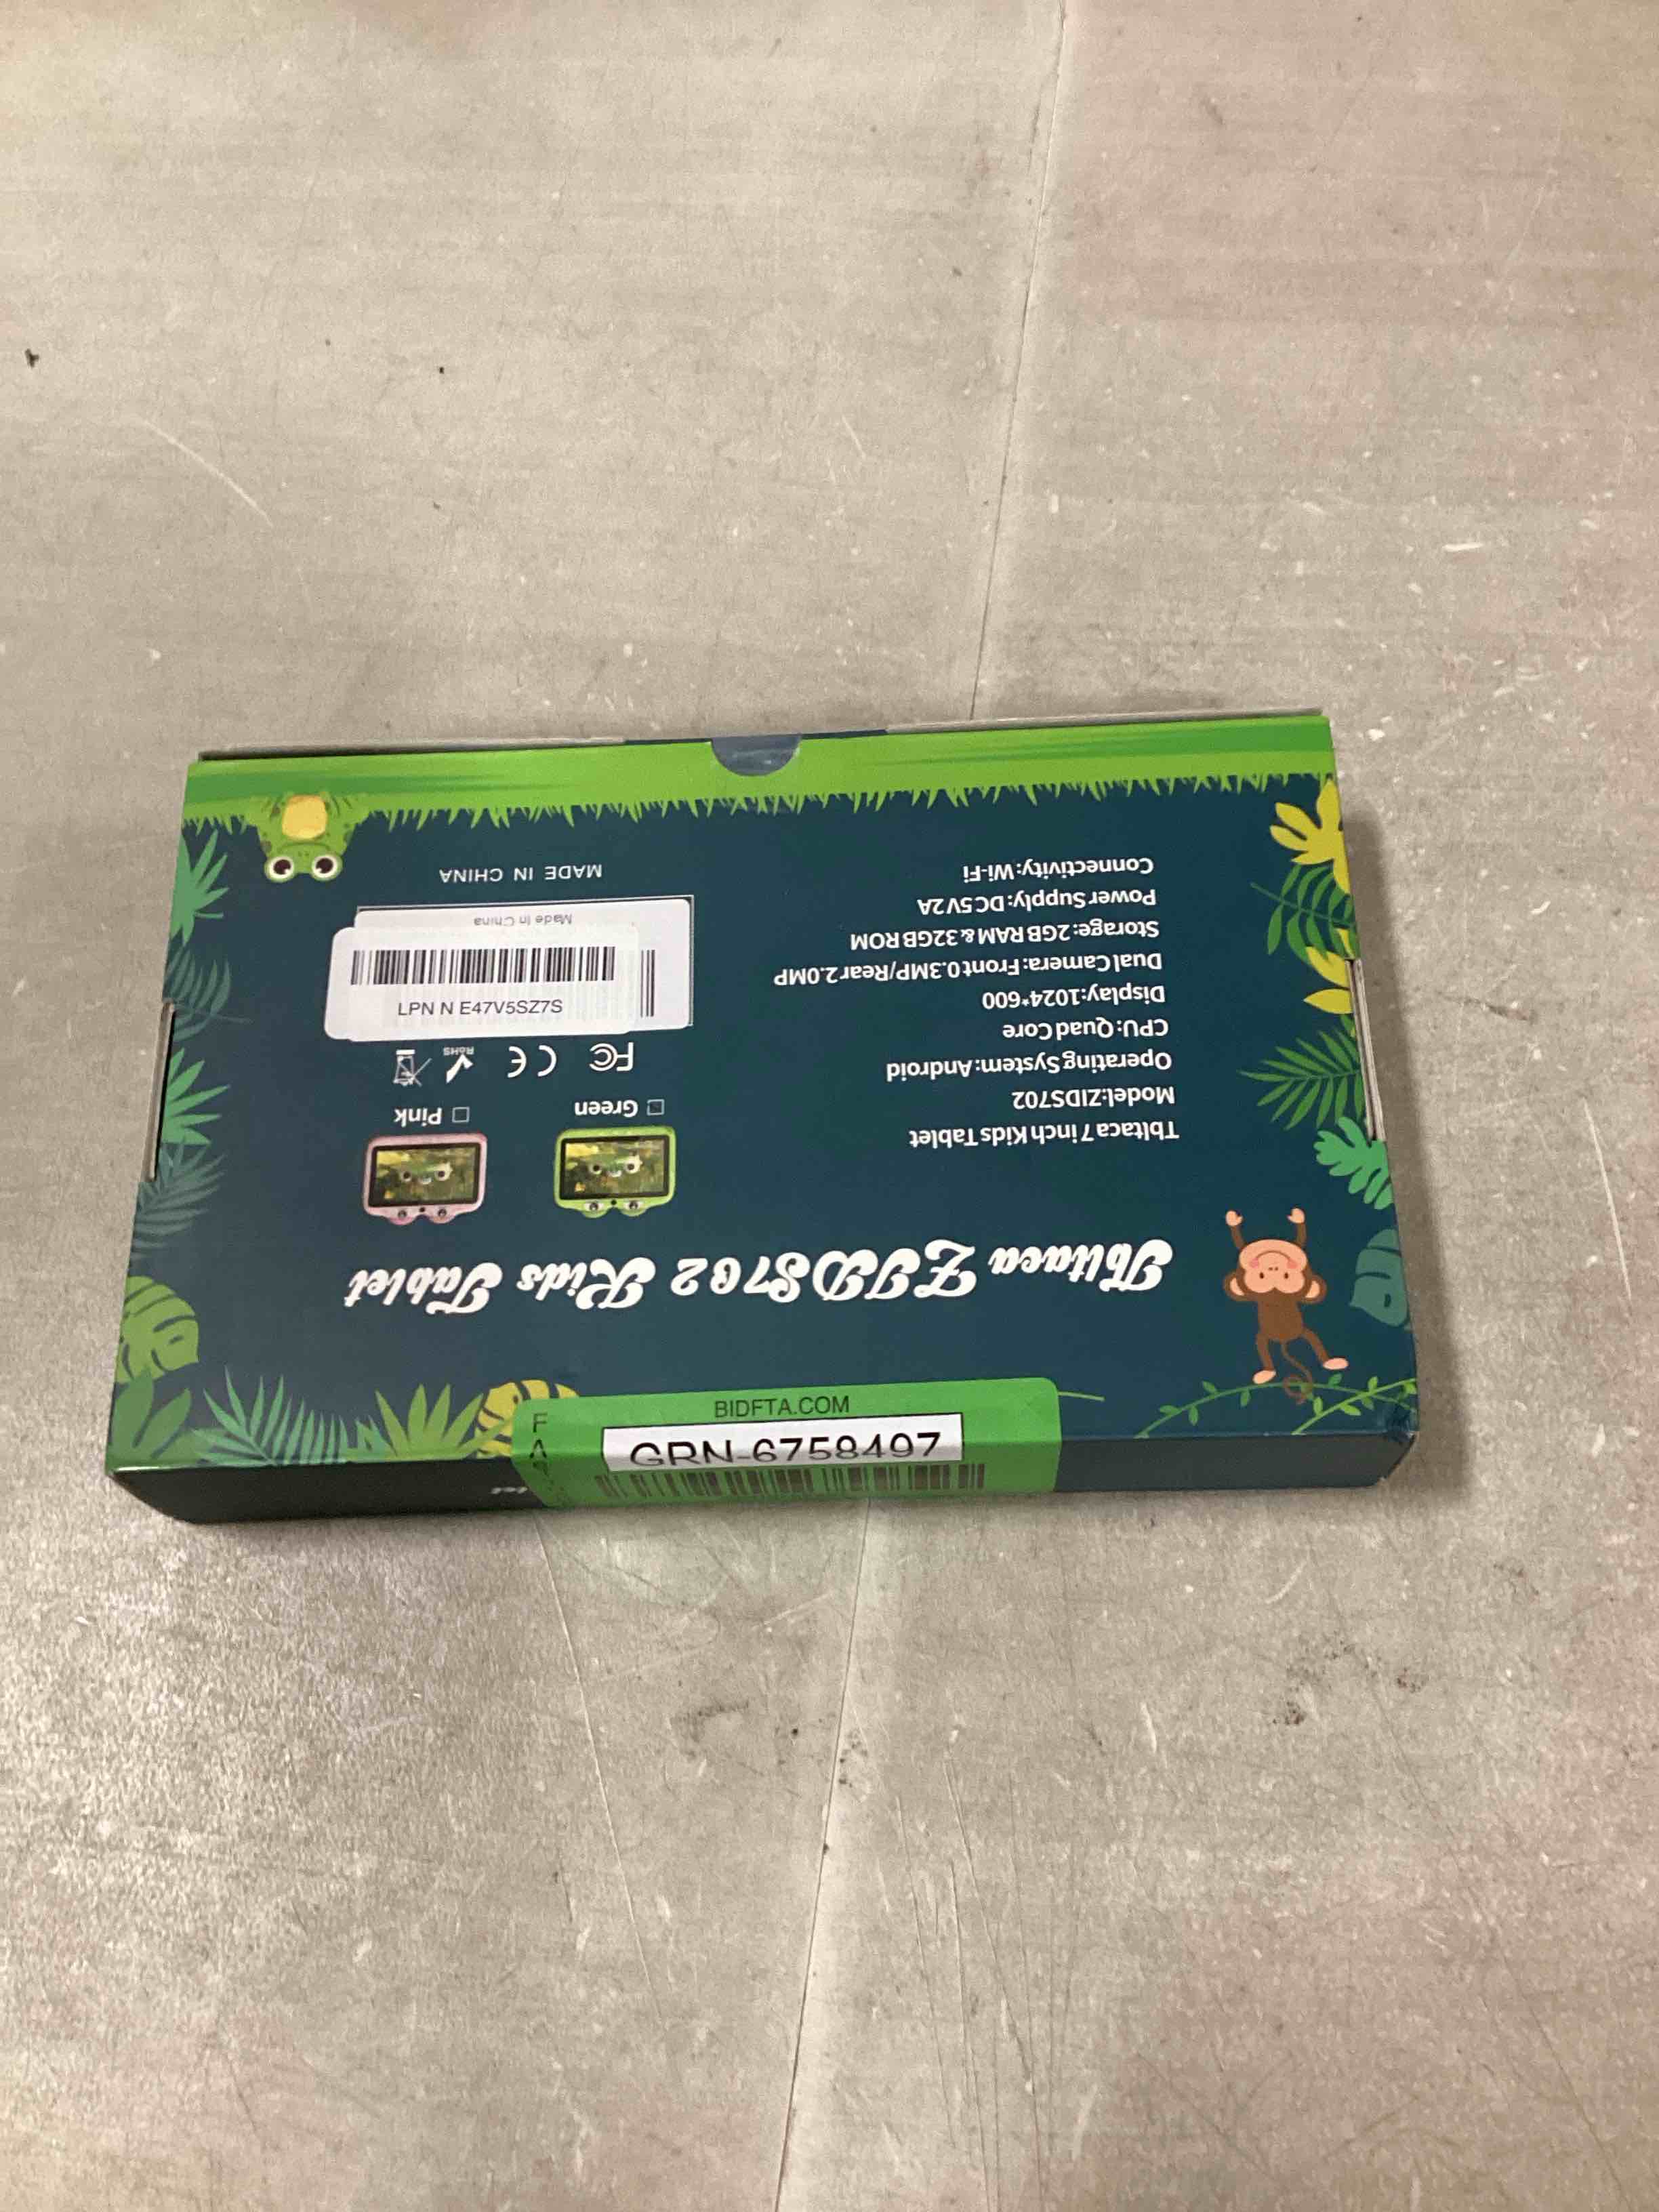 Tbltaca ZIDS702 Kids Tablet
Tbltaca 7 inch Kids Tablet
Model:ZIDS702
Operating System:Android
CPU:Quad Core
Display:1024*600
Dual Camera:Front 0.3MP/Rear 2.0MP
Storage:2GB RAM & 32GB ROM
Power Supply:DC 5V2A
Connectivity:Wi-Fi
Green
Pink
FC CE RoHS
LPN N E47V5SZ7S
Made in China
MADE IN CHINA
BIDFTA.COM
GRN-6758497